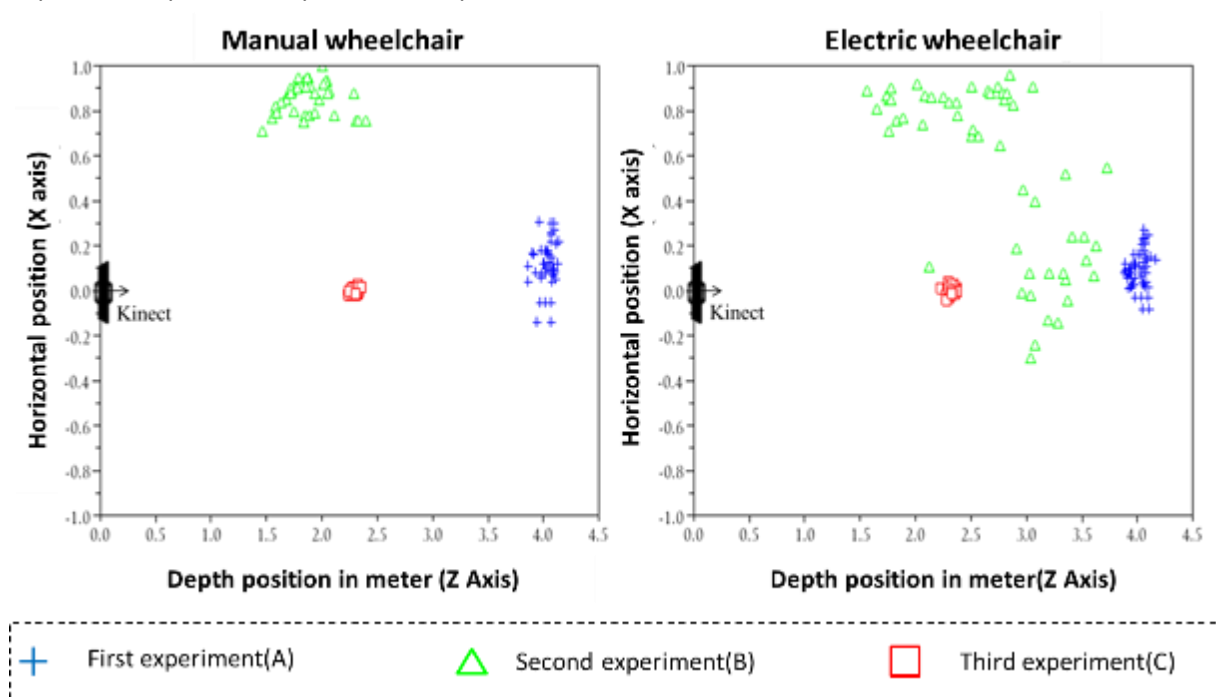 Manual wheelchair
Electric wheelchair
Horizontal position (X axis)
1.0
0.8
0.6
0.4
0.2
0.0
-0.2
-0.4
-0.6
-0.8
-1.0
Kinect
0.0 0.5 1.0 1.5 2.0 2.5 3.0 3.5 4.0 4.5
Depth position in meter (Z Axis)
Horizontal position (X axis)
1.0
0.8
0.6
0.4
0.2
0.0
-0.2
-0.4
-0.6
-0.8
-1.0
Kinect
0.0 0.5 1.0 1.5 2.0 2.5 3.0 3.5 4.0 4.5
Depth position in meter(Z Axis)
First experiment(A)
Second experiment(B)
Third experiment(C)